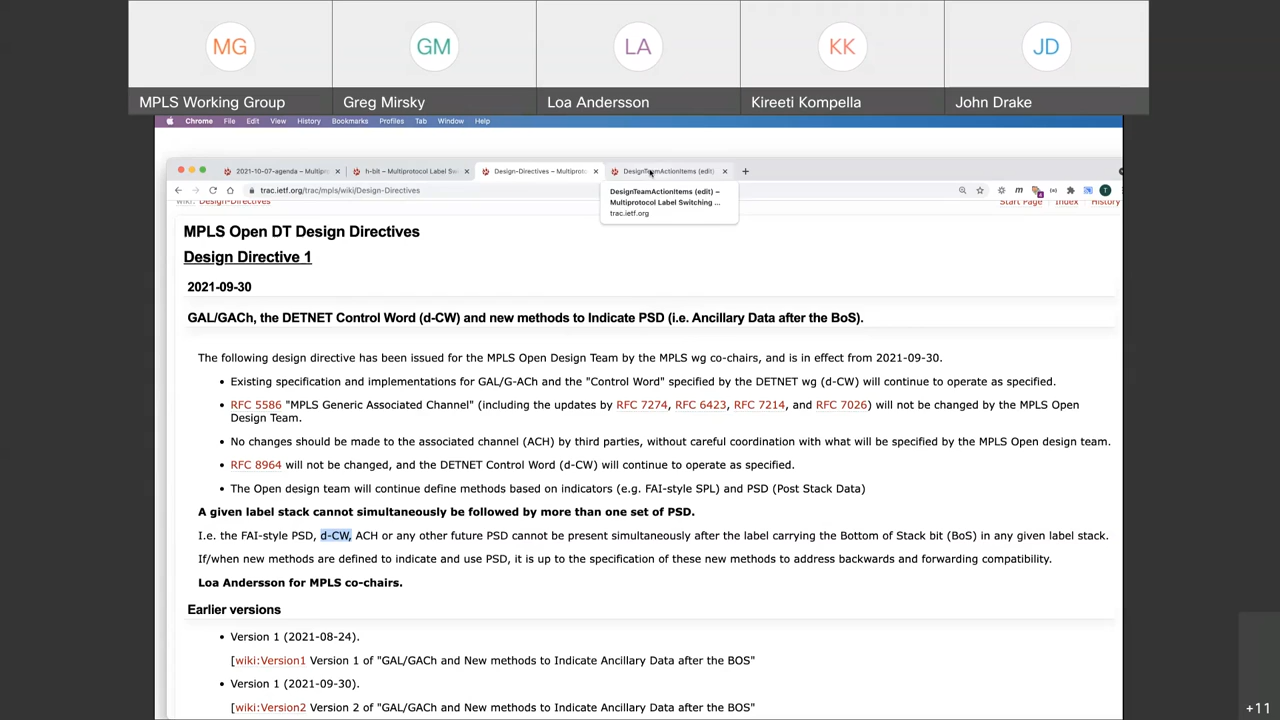 MG
GM
LA
KK
JD
MPLS Working Group
Greg Mirsky
Loa Andersson
Kireeti Kompella
John Drake
Chrome File Edit View History Bookmarks Profiles Tab Window Help
2021-10-07-agenda – Multipr
h-bit – Multiprotocol Label Sw
Design-Directives – Multiproto
DesignTeamActionItems (edit)
trac.ietf.org/trac/mpls/wiki/Design-Directives
DesignTeamActionItems (edit) –
Multiprotocol Label Switching ...
trac.ietf.org
wiki: Design-Directives
Start Page Index History
MPLS Open DT Design Directives
Design Directive 1
2021-09-30
GAL/GACh, the DETNET Control Word (d-CW) and new methods to Indicate PSD (i.e. Ancillary Data after the BoS).
The following design directive has been issued for the MPLS Open Design Team by the MPLS wg co-chairs, and is in effect from 2021-09-30.
• Existing specification and implementations for GAL/G-ACh and the "Control Word" specified by the DETNET wg (d-CW) will continue to operate as specified.
• RFC 5586 "MPLS Generic Associated Channel" (including the updates by RFC 7274, RFC 6423, RFC 7214, and RFC 7026) will not be changed by the MPLS Open
Design Team.
• No changes should be made to the associated channel (ACH) by third parties, without careful coordination with what will be specified by the MPLS Open design team.
• RFC 8964 will not be changed, and the DETNET Control Word (d-CW) will continue to operate as specified.
• The Open design team will continue define methods based on indicators (e.g. FAI-style SPL) and PSD (Post Stack Data)
A given label stack cannot simultaneously be followed by more than one set of PSD.
I.e. the FAI-style PSD, d-CW, ACH or any other future PSD cannot be present simultaneously after the label carrying the Bottom of Stack bit (BoS) in any given label stack.
If/when new methods are defined to indicate and use PSD, it is up to the specification of these new methods to address backwards and forwarding compatibility.
Loa Andersson for MPLS co-chairs.
Earlier versions
• Version 1 (2021-08-24).
[wiki:Version1 Version 1 of "GAL/GACh and New methods to Indicate Ancillary Data after the BOS"
• Version 1 (2021-09-30).
[wiki:Version2 Version 2 of "GAL/GACh and New methods to Indicate Ancillary Data after the BOS"
+11